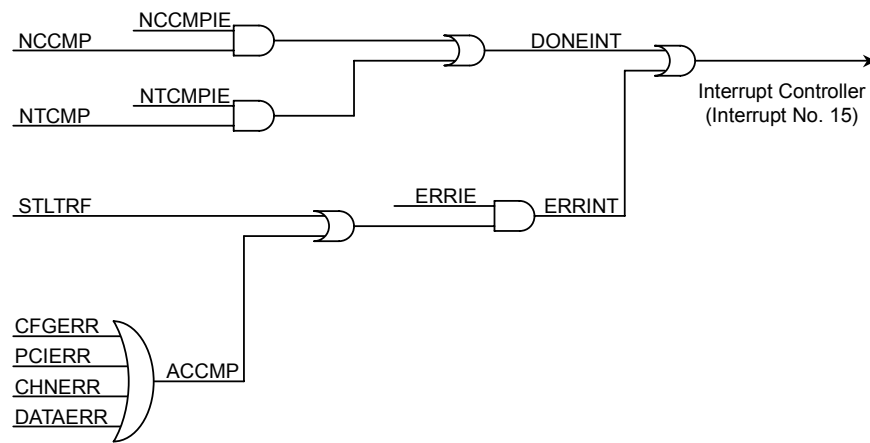 NCCMPIE
NCCMP
DONEINT
Interrupt Controller
(Interrupt No. 15)
NTCMPIE
NTCMP
ERRIE
STLTRF
ERRINT
CFGERR
PCIERR
ACCMP
CHNERR
DATAERR